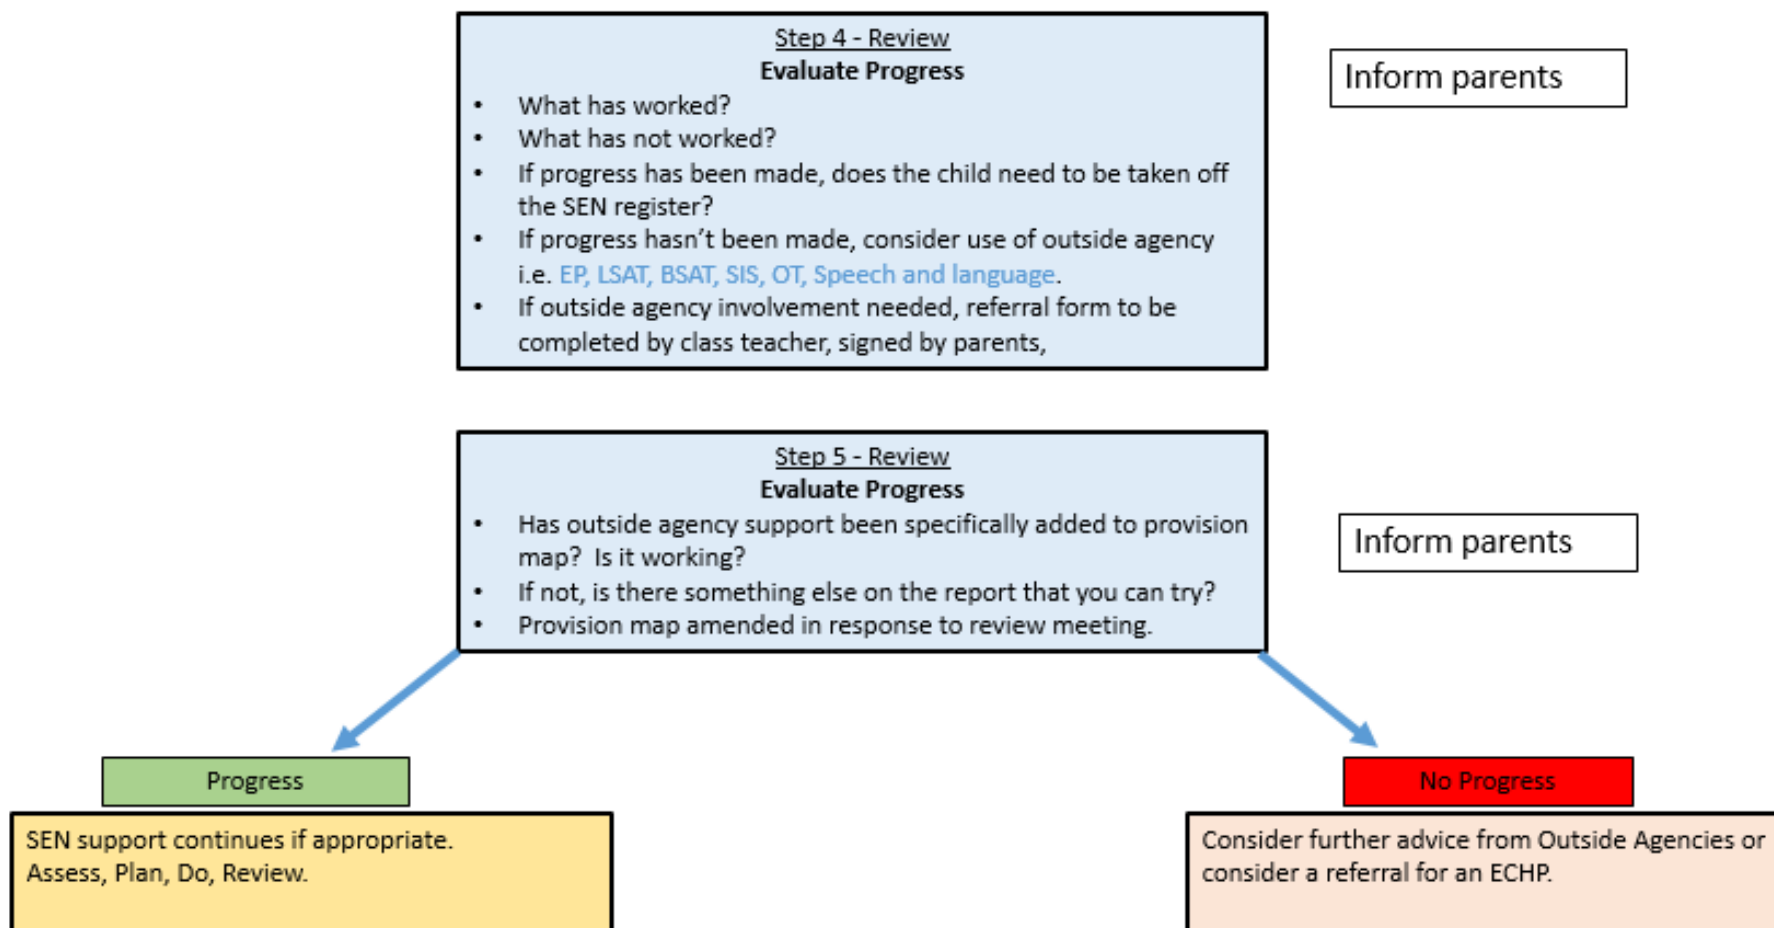 Step 4 - Review
Evaluate Progress
• What has worked?
• What has not worked?
• If progress has been made, does the child need to be taken off
the SEN register?
• If progress hasn't been made, consider use of outside agency
i.e. EP, LSAT, BSAT, SIS, OT, Speech and language.
• If outside agency involvement needed, referral form to be
completed by class teacher, signed by parents,
Inform parents
Step 5 - Review
Evaluate Progress
• Has outside agency support been specifically added to provision
map? Is it working?
• If not, is there something else on the report that you can try?
• Provision map amended in response to review meeting.
Inform parents
Progress
SEN support continues if appropriate.
Assess, Plan, Do, Review.
No Progress
Consider further advice from Outside Agencies or
consider a referral for an ECHP.